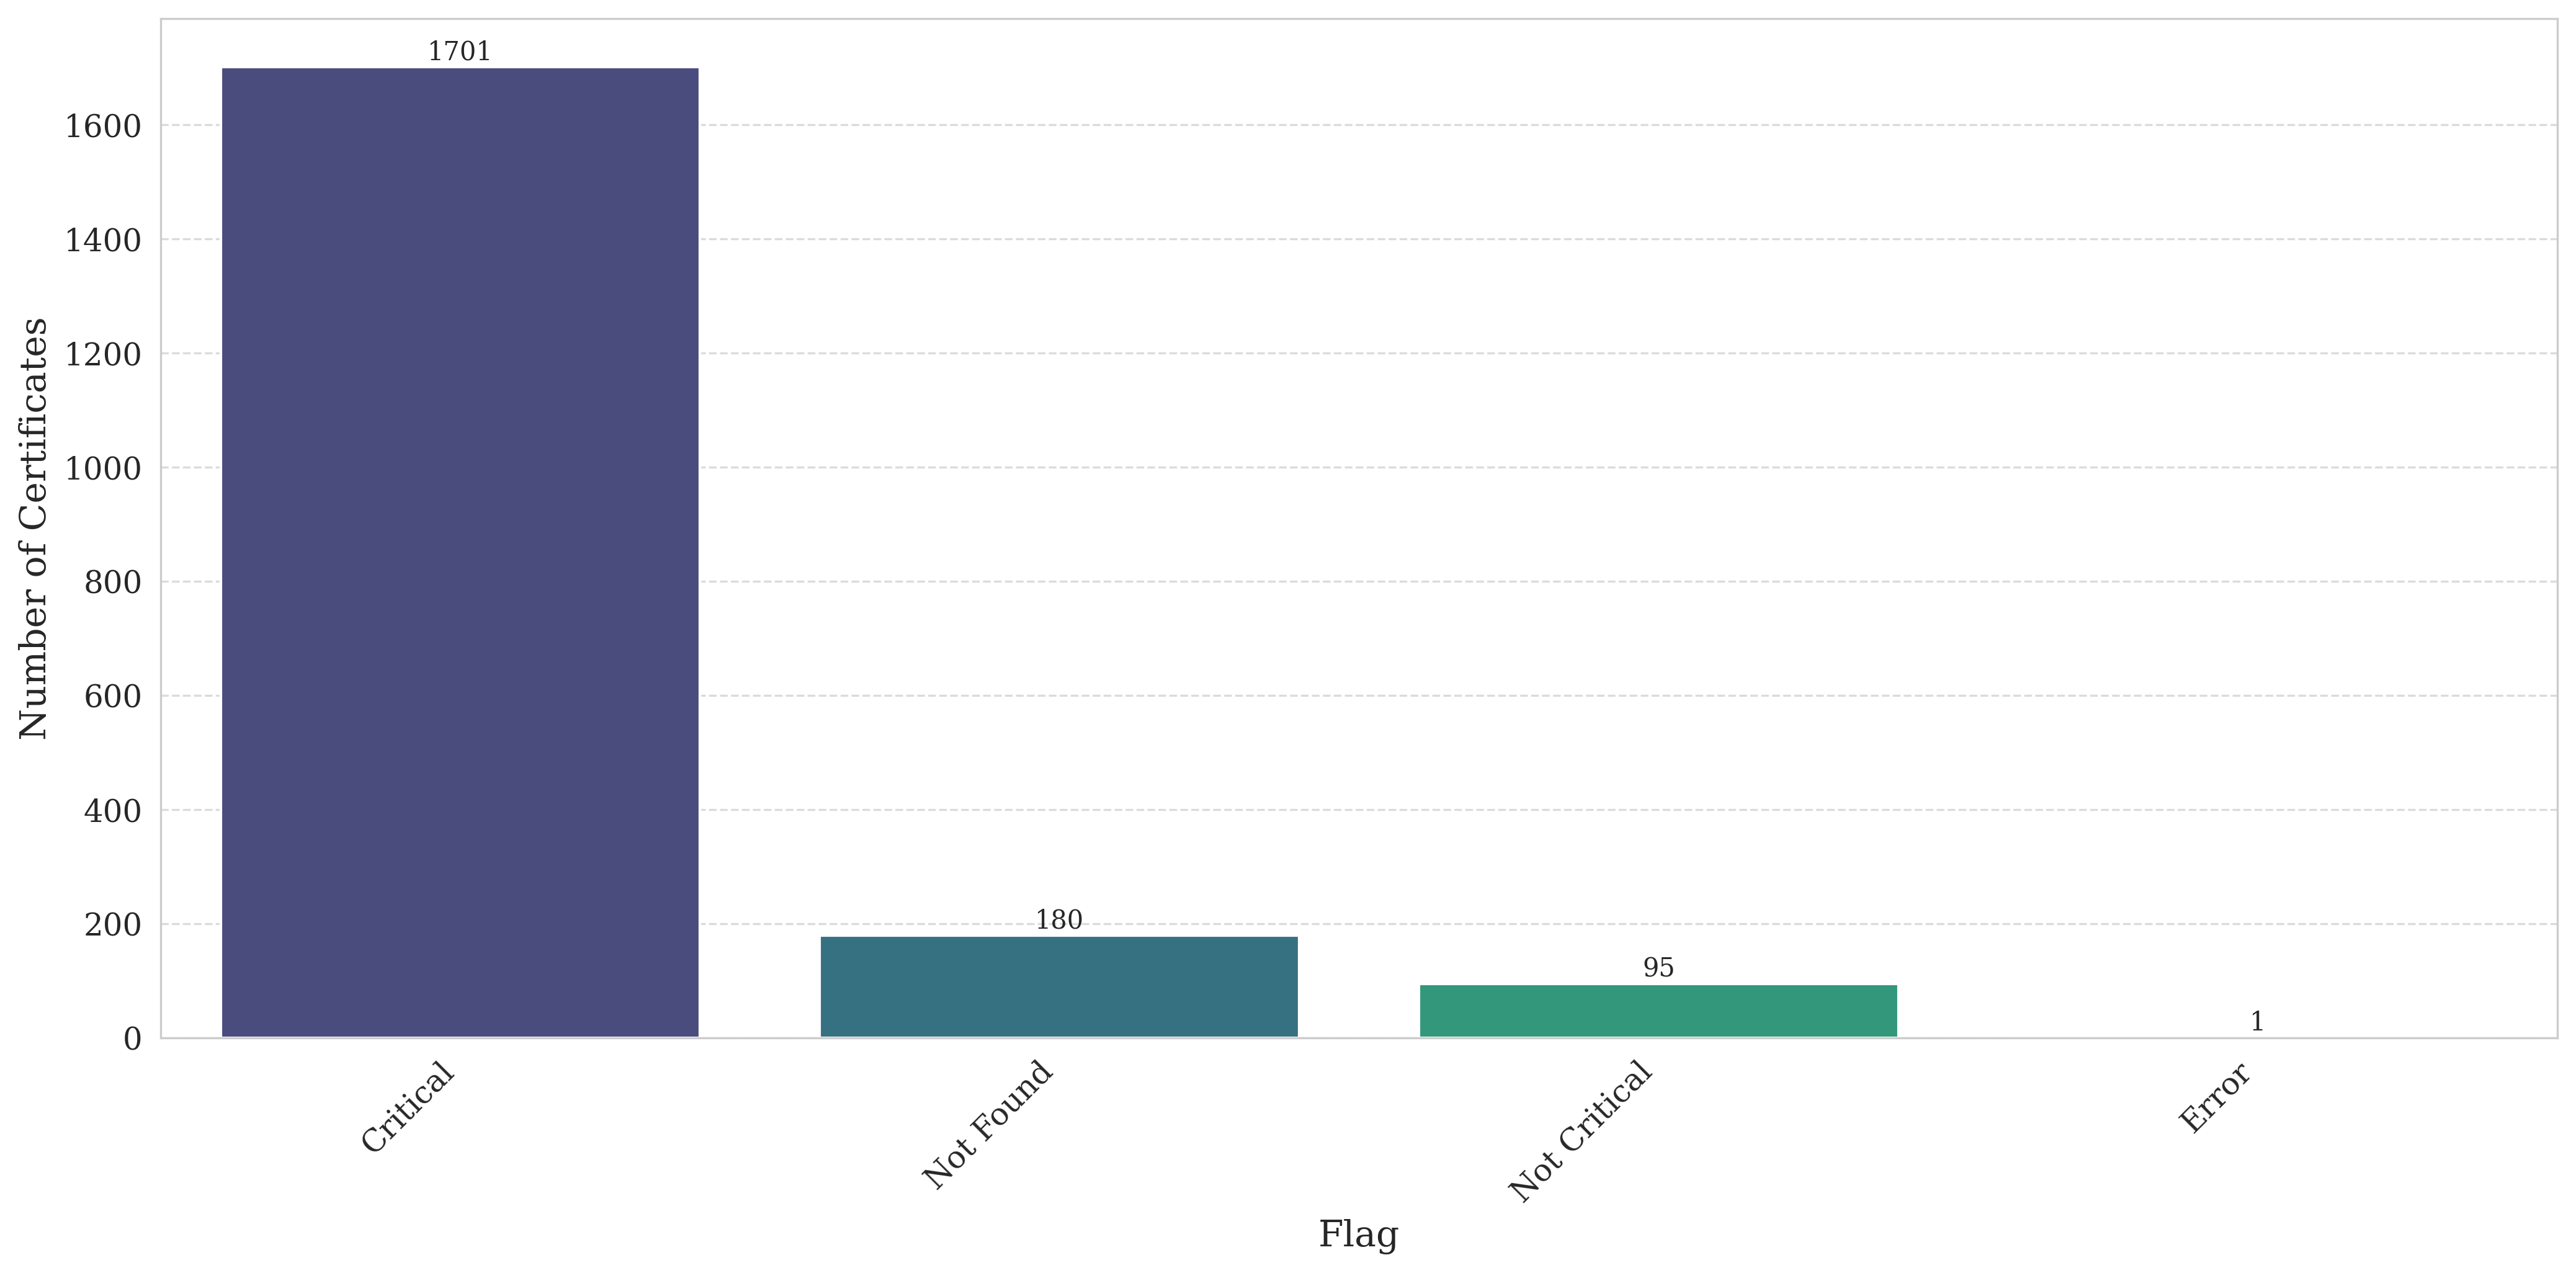 Number of Certificates
1600
1400
1200
1000
800
600
400
200
0
1701
180
95
1
Critical
Not Found
Not Critical
Error
Flag